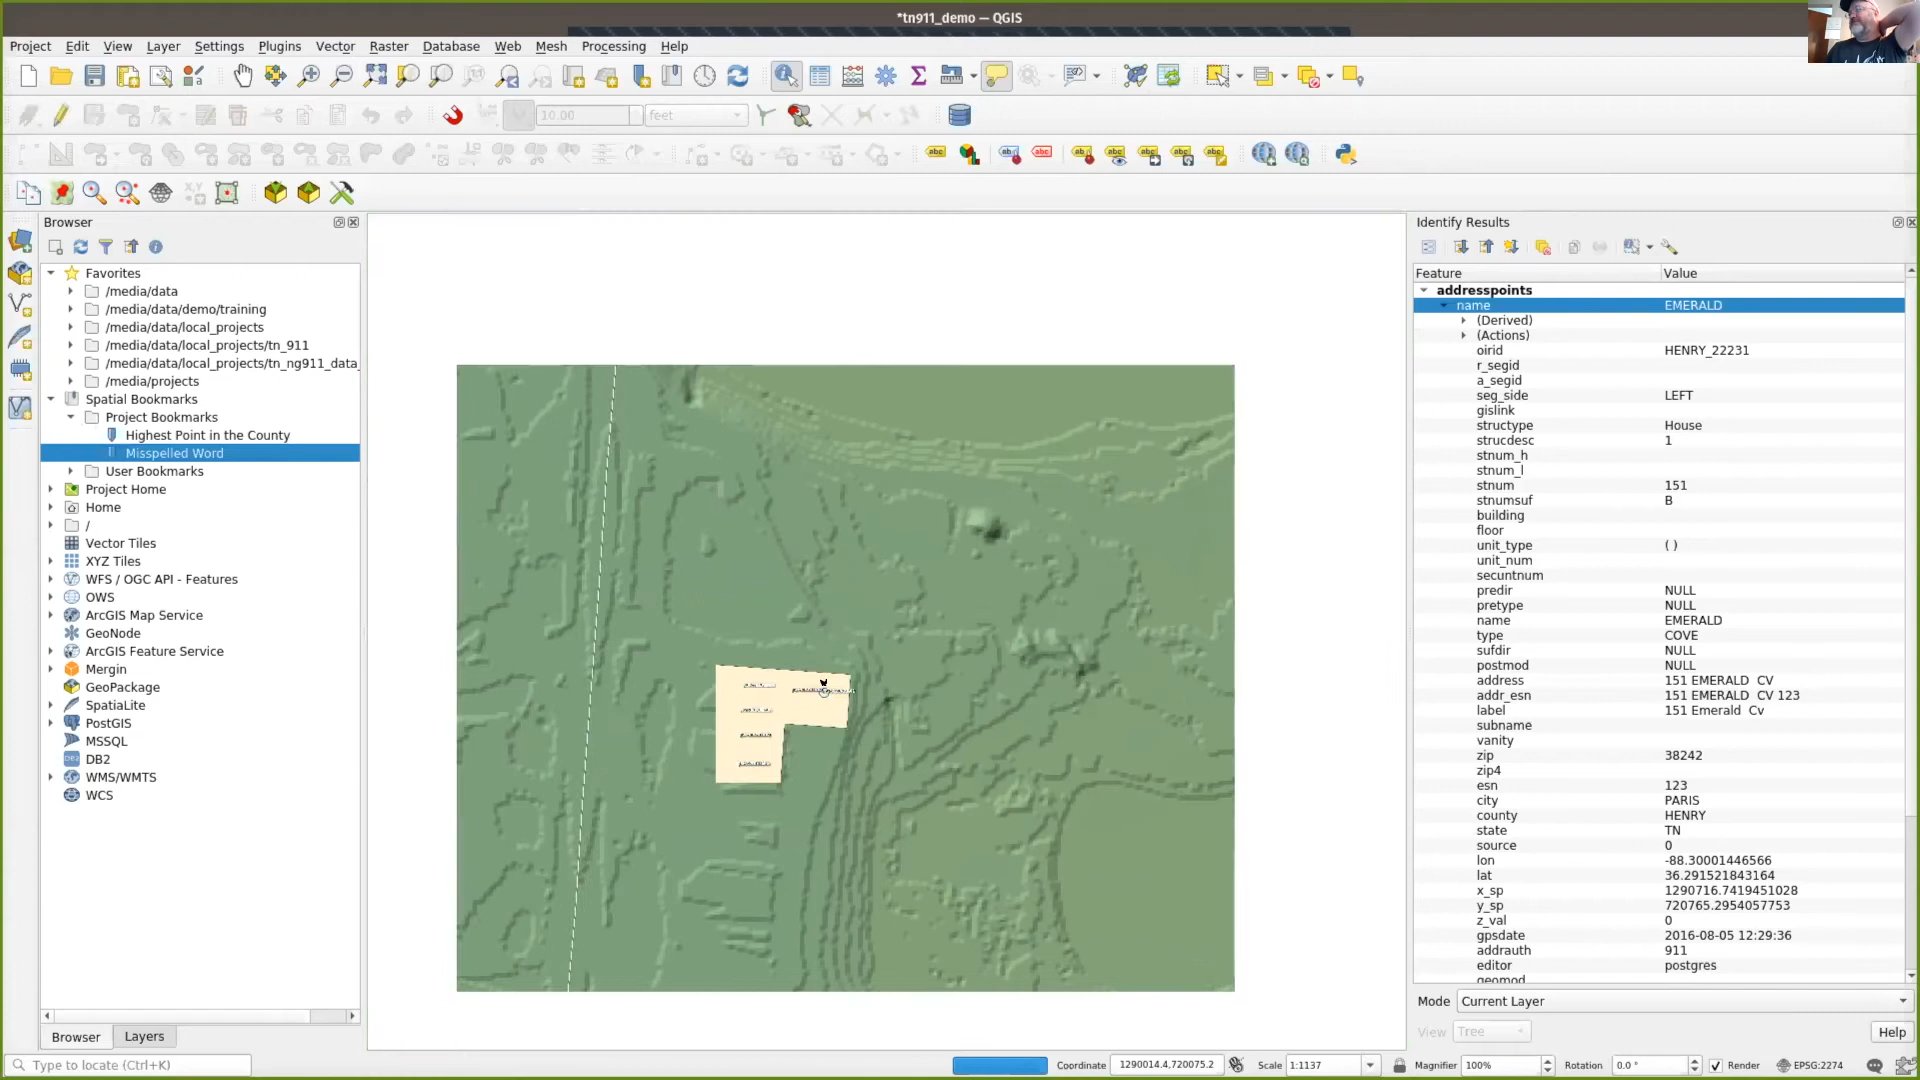 *tn911_demo — QGIS
Project Edit View Layer Settings Plugins Vector Raster Database Web Mesh Processing Help
10.00 feet
Browser
Favorites
/media/data
/media/data/demo/training
/media/data/local_projects
/media/data/local_projects/tn_911
/media/data/local_projects/tn_ng911_data_
/media/projects
Spatial Bookmarks
Project Bookmarks
Highest Point in the County
Misspelled Word
User Bookmarks
Project Home
Home
/
Vector Tiles
XYZ Tiles
WFS / OGC API - Features
OWS
ArcGIS Map Service
GeoNode
ArcGIS Feature Service
Mergin
GeoPackage
SpatiaLite
PostGIS
MSSQL
DB2
WMS/WMTS
WCS
Browser Layers
Identify Results
Feature Value
addresspoints
name EMERALD
(Derived)
(Actions)
oirid HENRY_22231
r_segid
a_segid
seg_side LEFT
gislink
structype House
strucdesc 1
stnum_h
stnum_l
stnum 151
stnumsuf B
building
floor
unit_type ( )
unit_num
secuntnum
predir NULL
pretype NULL
name EMERALD
type COVE
sufdir NULL
postmod NULL
address 151 EMERALD CV
addr_esn 151 EMERALD CV 123
label 151 Emerald Cv
subname
vanity
zip 38242
zip4
esn 123
city PARIS
county HENRY
state TN
source 0
lon -88.30001446566
lat 36.291521843164
x_sp 1290716.7419451028
y_sp 720765.2954057753
z_val 0
gpsdate 2016-08-05 12:29:36
addrauth 911
editor postgres
geomod
Mode Current Layer
View Tree Help
Type to locate (Ctrl+K) Coordinate 1290014.4,720075.2 Scale 1:1137 Magnifier 100% Rotation 0.0 ° Render EPSG:2274